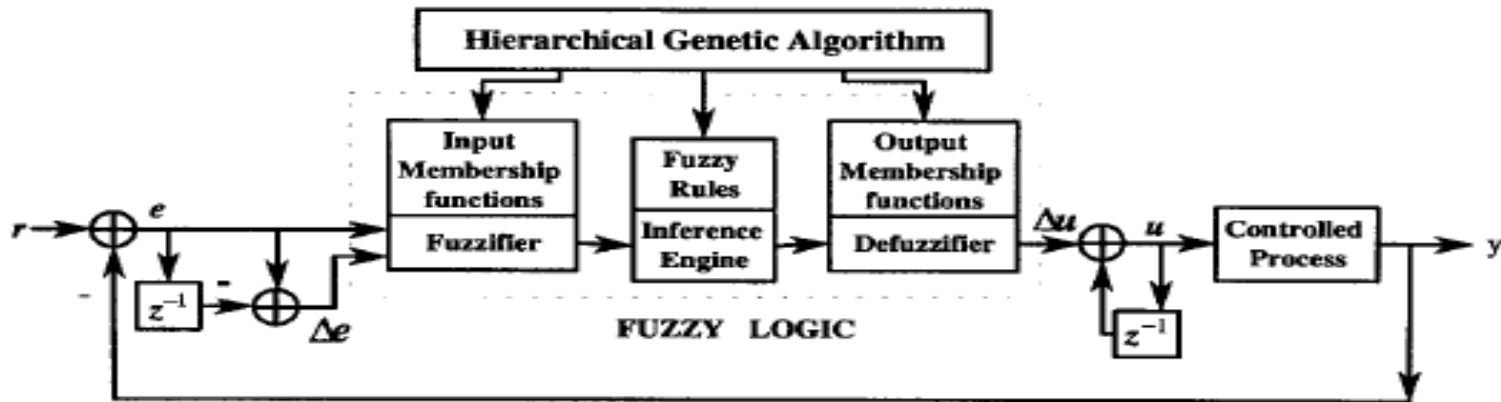 Hierarchical Genetic Algorithm
Input
Membership
functions
Fuzzifier
Fuzzy
Rules
Inference
Engine
Output
Membership
functions
Defuzzifier
r
e
-
z⁻¹
-
Δe
Δu
u
z⁻¹
Controlled
Process
y
FUZZY LOGIC